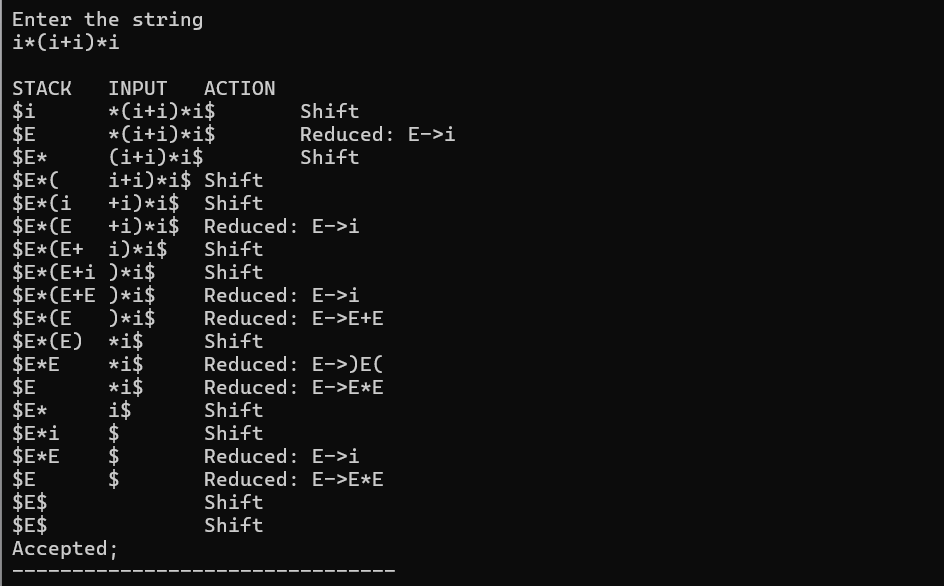 Enter the string
i*(i+i)*i
STACK   INPUT   ACTION
$i      *(i+i)*i$       Shift
$E      *(i+i)*i$       Reduced: E->i
$E*     (i+i)*i$        Shift
$E*(    i+i)*i$ Shift
$E*(i   +i)*i$  Shift
$E*(E   +i)*i$  Reduced: E->i
$E*(E+  i)*i$   Shift
$E*(E+i )*i$    Shift
$E*(E+E )*i$    Reduced: E->i
$E*(E   )*i$    Reduced: E->E+E
$E*(E)  *i$     Shift
$E*E    *i$     Reduced: E->)E(
$E      *i$     Reduced: E->E*E
$E*     i$      Shift
$E*i    $       Shift
$E*E    $       Reduced: E->i
$E      $       Reduced: E->E*E
$E$             Shift
$E$             Shift
Accepted;
--------------------------------